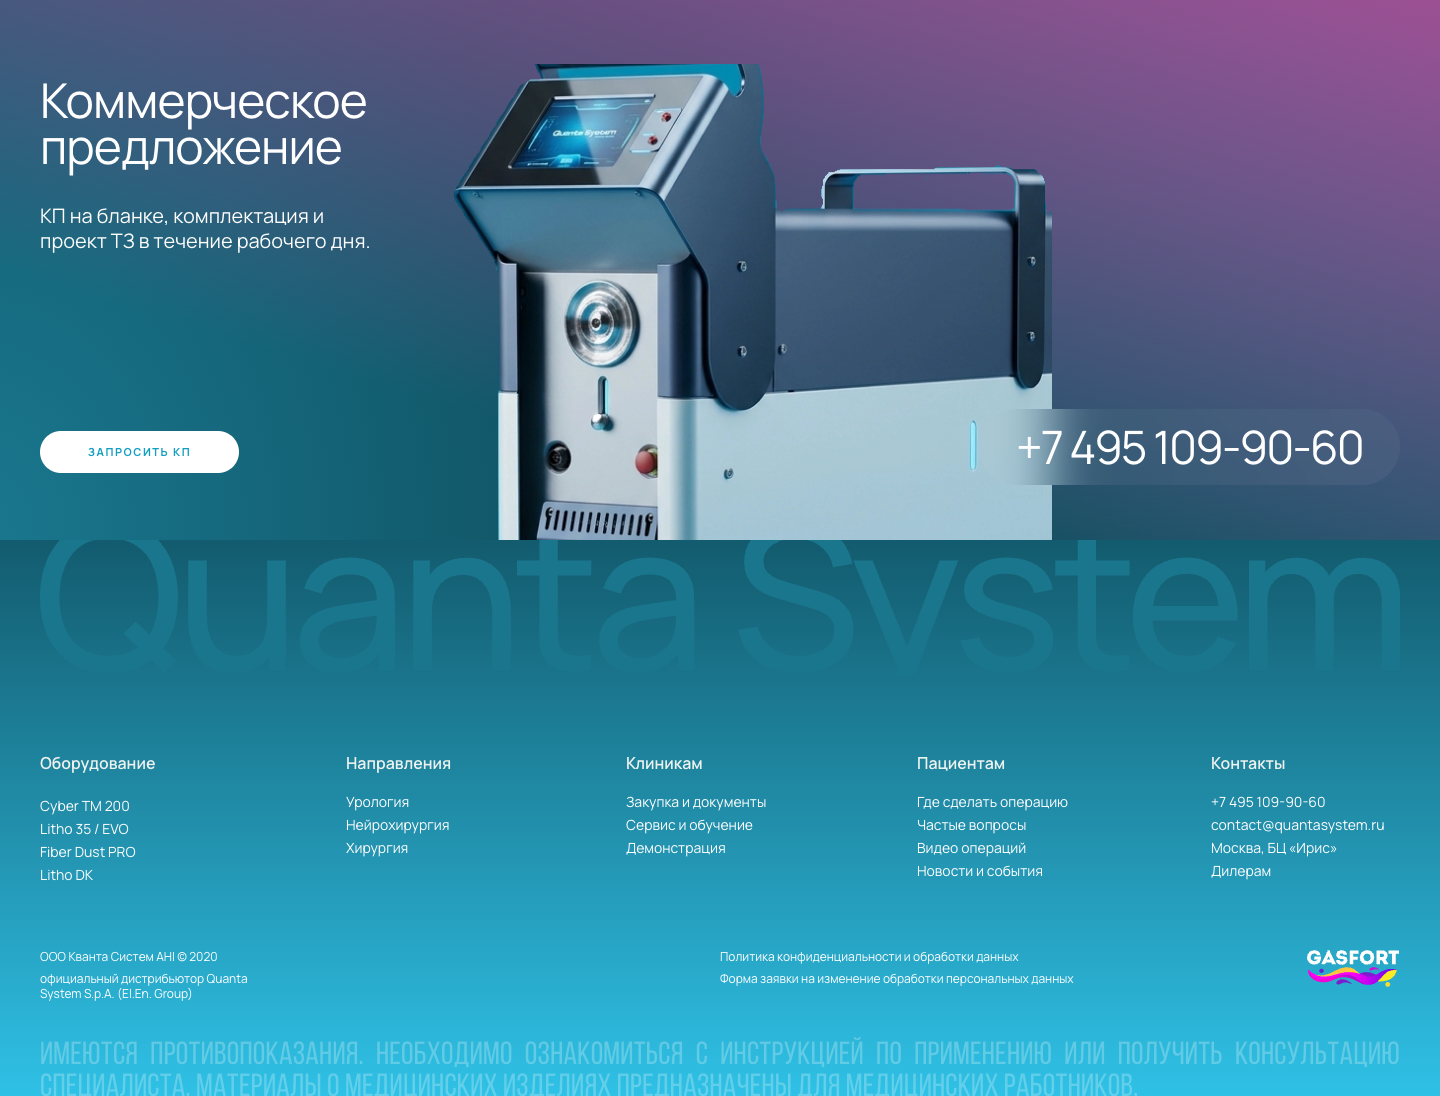 Коммерческое
предложение
КП на бланке, комплектация и
проект ТЗ в течение рабочего дня.
Quanta System
ЗАПРОСИТЬ КП
+7 495 109-90-60
Quanta System
Оборудование
Cyber TM 200
Litho 35 / EVO
Fiber Dust PRO
Litho DK
Направления
Урология
Нейрохирургия
Хирургия
Клиникам
Закупка и документы
Сервис и обучение
Демонстрация
Пациентам
Где сделать операцию
Частые вопросы
Видео операций
Новости и события
Контакты
+7 495 109-90-60
contact@quantasystem.ru
Москва, БЦ «Ирис»
Дилерам
ООО Кванта Систем АНІ © 2020
официальный дистрибьютор Quanta
System S.p.A. (El.En. Group)
Политика конфиденциальности и обработки данных
Форма заявки на изменение обработки персональных данных
GASFORT
ИМЕЮТСЯ ПРОТИВОПОКАЗАНИЯ. НЕОБХОДИМО ОЗНАКОМИТЬСЯ С ИНСТРУКЦИЕЙ ПО ПРИМЕНЕНИЮ ИЛИ ПОЛУЧИТЬ КОНСУЛЬТАЦИЮ
СПЕЦИАЛИСТА. МАТЕРИАЛЫ О МЕДИЦИНСКИХ ИЗДЕЛИЯХ ПРЕДНАЗНАЧЕНЫ ДЛЯ МЕДИЦИНСКИХ РАБОТНИКОВ.